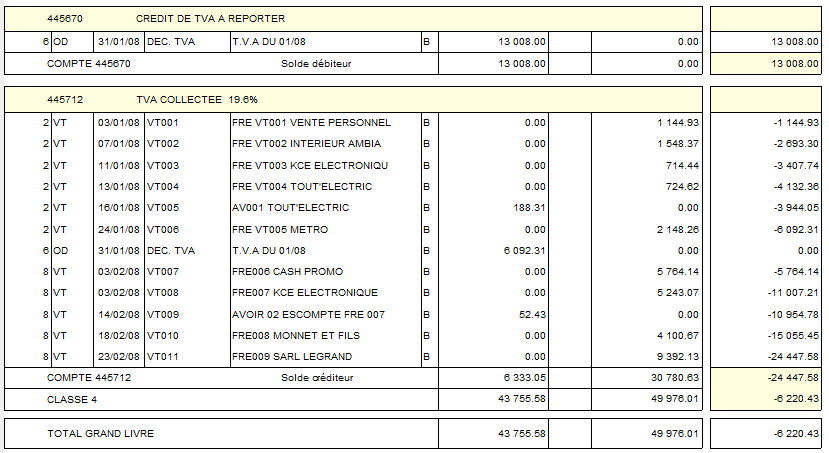 445670 CREDIT DE TVA A REPORTER
6 OD 31/01/08 DEC. TVA T.V.A DU 01/08 B 13 008.00 0.00 13 008.00
COMPTE 445670 Solde débiteur 13 008.00 0.00 13 008.00
445712 TVA COLLECTEE 19.6%
2 VT 03/01/08 VT001 FRE VT001 VENTE PERSONNEL B 0.00 1 144.93 -1 144.93
2 VT 07/01/08 VT002 FRE VT002 INTERIEUR AMBIA B 0.00 1 548.37 -2 693.30
2 VT 11/01/08 VT003 FRE VT003 KCE ELECTRONIQU B 0.00 714.44 -3 407.74
2 VT 13/01/08 VT004 FRE VT004 TOUT'ELECTRIC B 0.00 724.62 -4 132.36
2 VT 16/01/08 VT005 AV001 TOUT'ELECTRIC B 188.31 0.00 -3 944.05
2 VT 24/01/08 VT006 FRE VT005 METRO B 0.00 2 148.26 -6 092.31
6 OD 31/01/08 DEC. TVA T.V.A DU 01/08 B 6 092.31 0.00 0.00
8 VT 03/02/08 VT007 FRE006 CASH PROMO B 0.00 5 764.14 -5 764.14
8 VT 03/02/08 VT008 FRE007 KCE ELECTRONIQUE B 0.00 5 243.07 -11 007.21
8 VT 14/02/08 VT009 AVOIR 02 ESCOMPTE FRE 007 B 52.43 0.00 -10 954.78
8 VT 18/02/08 VT010 FRE008 MONNET ET FILS B 0.00 4 100.67 -15 055.45
8 VT 23/02/08 VT011 FRE009 SARL LEGRAND B 0.00 9 392.13 -24 447.58
COMPTE 445712 Solde créditeur 6 333.05 30 780.63 -24 447.58
CLASSE 4 43 755.58 49 976.01 -6 220.43
TOTAL GRAND LIVRE 43 755.58 49 976.01 -6 220.43